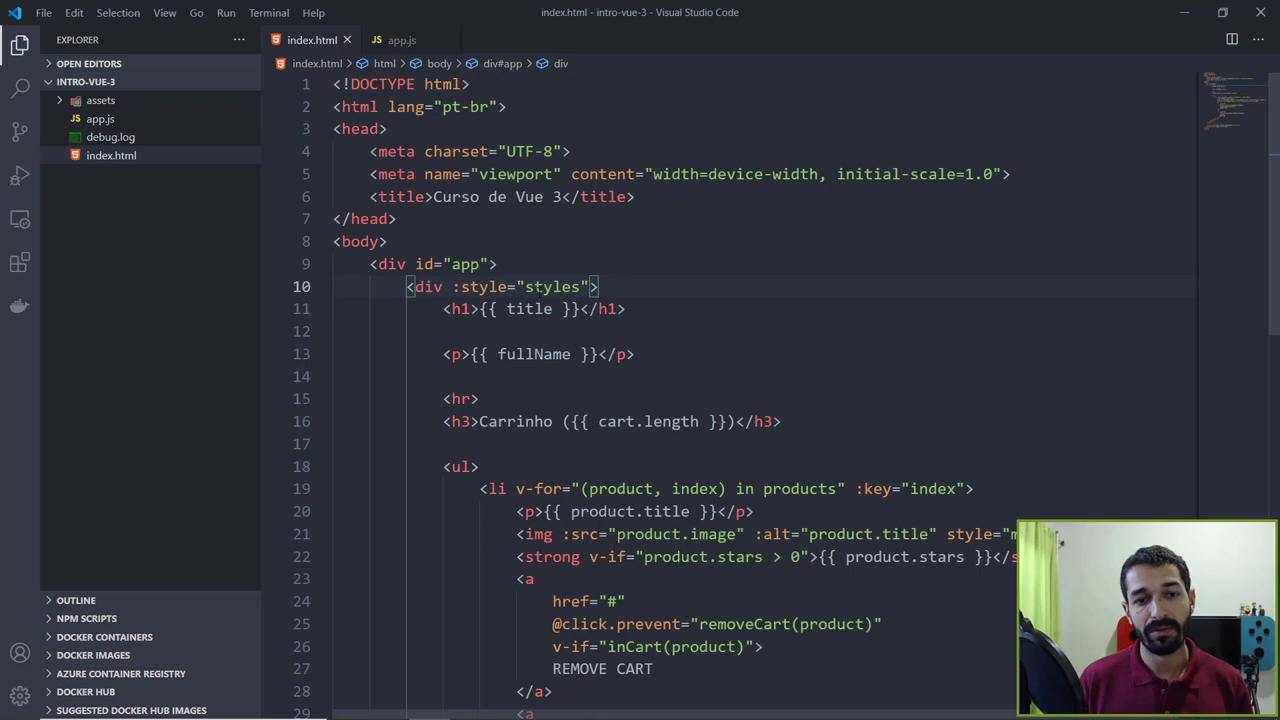 File Edit Selection View Go Run Terminal Help
index.html - intro-vue-3 - Visual Studio Code
EXPLORER
OPEN EDITORS
INTRO-VUE-3
assets
app.js
debug.log
index.html
OUTLINE
NPM SCRIPTS
DOCKER CONTAINERS
DOCKER IMAGES
AZURE CONTAINER REGISTRY
DOCKER HUB
SUGGESTED DOCKER HUB IMAGES
index.html JS app.js
index.html > html > body > div#app > div
1 <!DOCTYPE html>
2 <html lang="pt-br">
3 <head>
4 <meta charset="UTF-8">
5 <meta name="viewport" content="width=device-width, initial-scale=1.0">
6 <title>Curso de Vue 3</title>
7 </head>
8 <body>
9 <div id="app">
10 <div :style="styles">
11 <h1>{{ title }}</h1>
12
13 <p>{{ fullName }}</p>
14
15 <hr>
16 <h3>Carrinho ({{ cart.length }})</h3>
17
18 <ul>
19 <li v-for="(product, index) in products" :key="index">
20 <p>{{ product.title }}</p>
21 <img :src="product.image" :alt="product.title" style="m
22 <strong v-if="product.stars > 0">{{ product.stars }}</s
23 <a
24 href="#"
25 @click.prevent="removeCart(product)"
26 v-if="inCart(product)">
27 REMOVE CART
28 </a>
29 <a